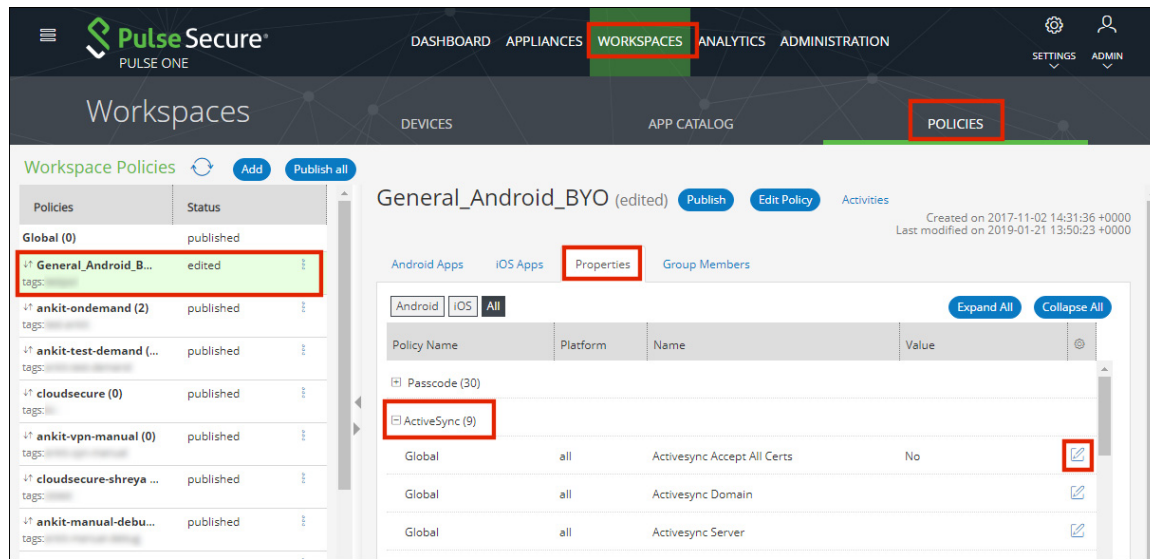 Pulse Secure®
PULSE ONE
DASHBOARD APPLIANCES WORKSPACES ANALYTICS ADMINISTRATION
SETTINGS ADMIN
Workspaces
DEVICES APP CATALOG POLICIES
Workspace Policies Add Publish all
Policies Status
Global (0) published
General_Android_B... edited
tags:
ankit-ondemand (2) published
tags:
ankit-test-demand (... published
tags:
cloudsecure (0) published
tags:
ankit-vpn-manual (0) published
tags:
cloudsecure-shreya ... published
tags:
ankit-manual-debu... published
tags:
General_Android_BYO (edited) Publish Edit Policy Activities
Created on 2017-11-02 14:31:36 +0000
Last modified on 2019-01-21 13:50:23 +0000
Android Apps iOS Apps Properties Group Members
Android iOS All Expand All Collapse All
Policy Name Platform Name Value
Passcode (30)
ActiveSync (9)
Global all Activesync Accept All Certs No
Global all Activesync Domain
Global all Activesync Server